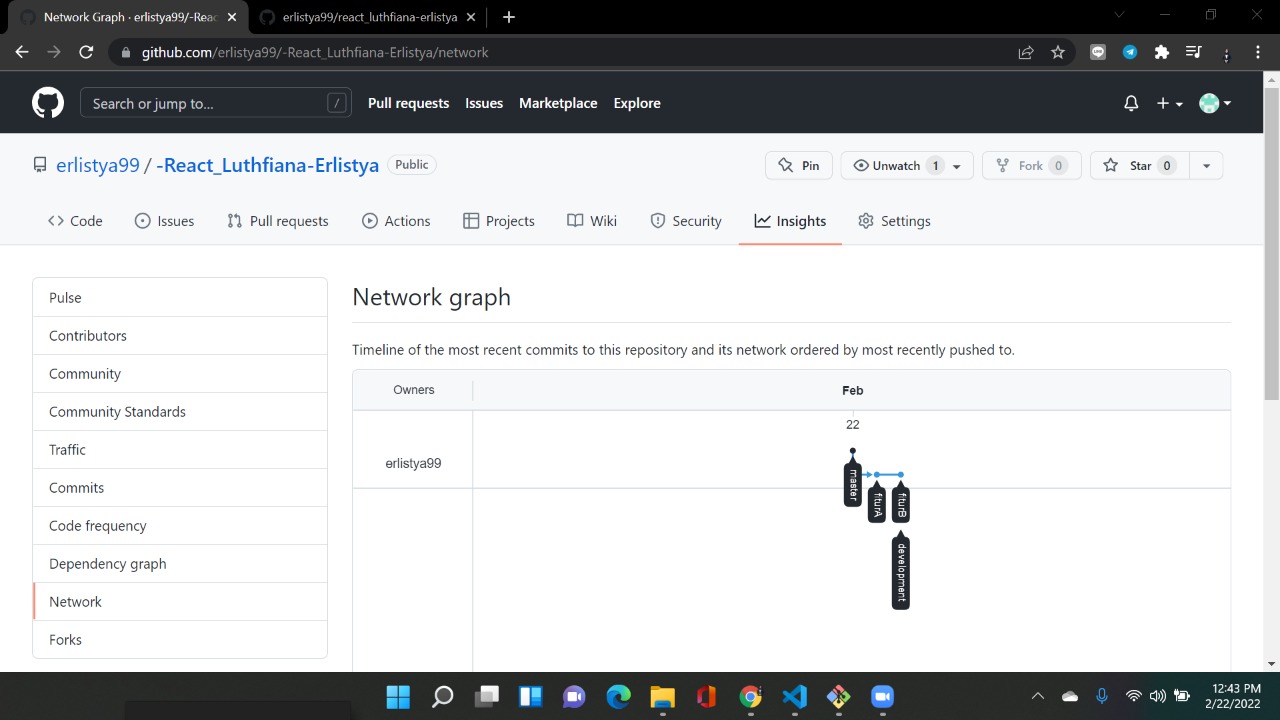 Network Graph · erlistya99/-Reac
erlistya99/react_luthfiana-erlistya
github.com/erlistya99/-React_Luthfiana-Erlistya/network
Search or jump to...
/
Pull requests
Issues
Marketplace
Explore
erlistya99 / -React_Luthfiana-Erlistya
Public
Pin
Unwatch 1
Fork 0
Star 0
Code
Issues
Pull requests
Actions
Projects
Wiki
Security
Insights
Settings
Pulse
Contributors
Community
Community Standards
Traffic
Commits
Code frequency
Dependency graph
Network
Forks
Network graph
Timeline of the most recent commits to this repository and its network ordered by most recently pushed to.
Owners
Feb
22
erlistya99
master
fiturA
fiturB
development
12:43 PM
2/22/2022